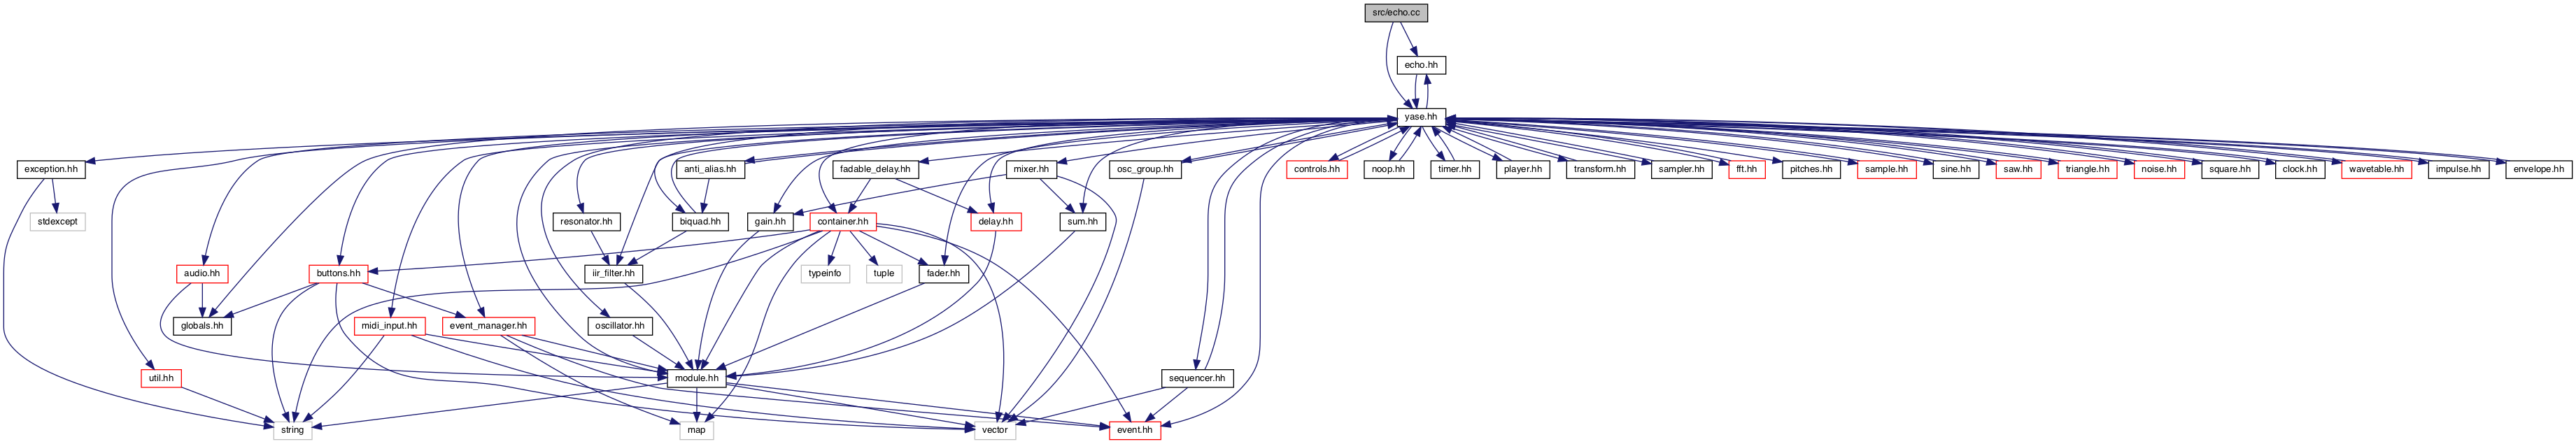 src/echo.cc
echo.hh
yase.hh
exception.hh
anti_alias.hh
fadable_delay.hh
mixer.hh
osc_group.hh
controls.hh
noop.hh
timer.hh
player.hh
transform.hh
sampler.hh
fft.hh
pitches.hh
sample.hh
sine.hh
saw.hh
triangle.hh
noise.hh
square.hh
clock.hh
wavetable.hh
impulse.hh
envelope.hh
stdexcept
resonator.hh
biquad.hh
gain.hh
container.hh
delay.hh
sum.hh
audio.hh
buttons.hh
iir_filter.hh
typeinfo
tuple
fader.hh
globals.hh
midi_input.hh
event_manager.hh
oscillator.hh
util.hh
module.hh
sequencer.hh
string
map
vector
event.hh